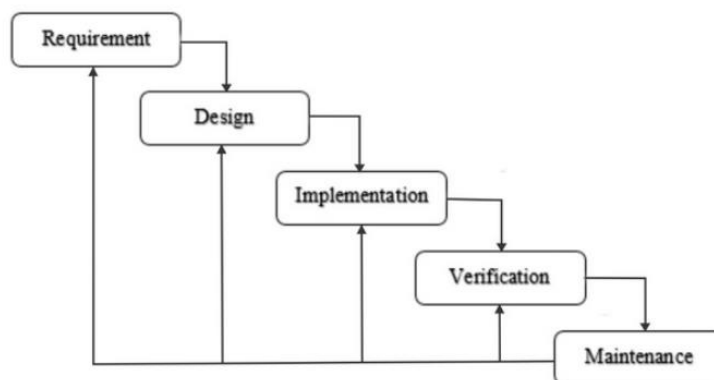 Requirement
Design
Implementation
Verification
Maintenance